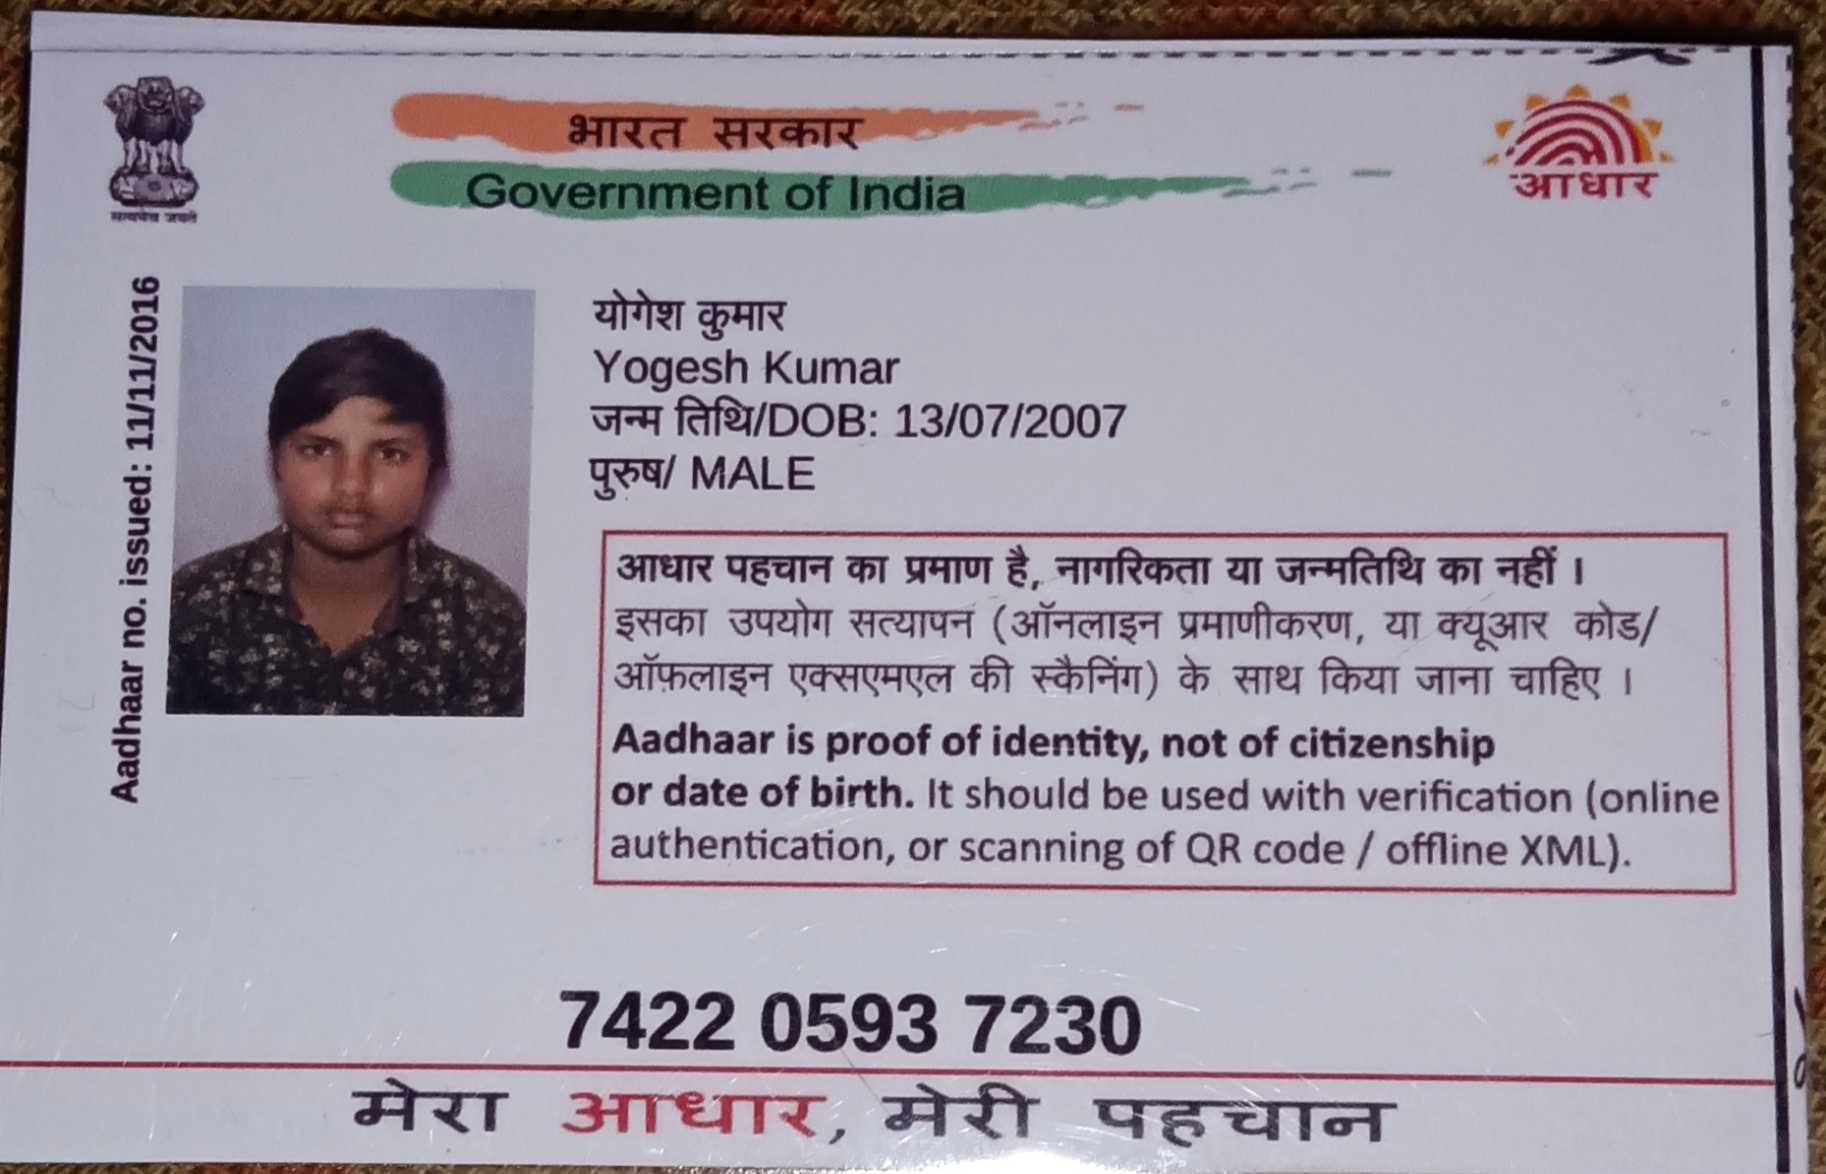 भारत सरकार
Government of India
सत्यमेव जयते
आधार
Aadhaar no. issued: 11/11/2016
योगेश कुमार
Yogesh Kumar
जन्म तिथि/DOB: 13/07/2007
पुरुष/ MALE
आधार पहचान का प्रमाण है, नागरिकता या जन्मतिथि का नहीं ।
इसका उपयोग सत्यापन (ऑनलाइन प्रमाणीकरण, या क्यूआर कोड/
ऑफ़लाइन एक्सएमएल की स्कैनिंग) के साथ किया जाना चाहिए ।
Aadhaar is proof of identity, not of citizenship
or date of birth. It should be used with verification (online
authentication, or scanning of QR code / offline XML).
7422 0593 7230
मेरा आधार, मेरी पहचान